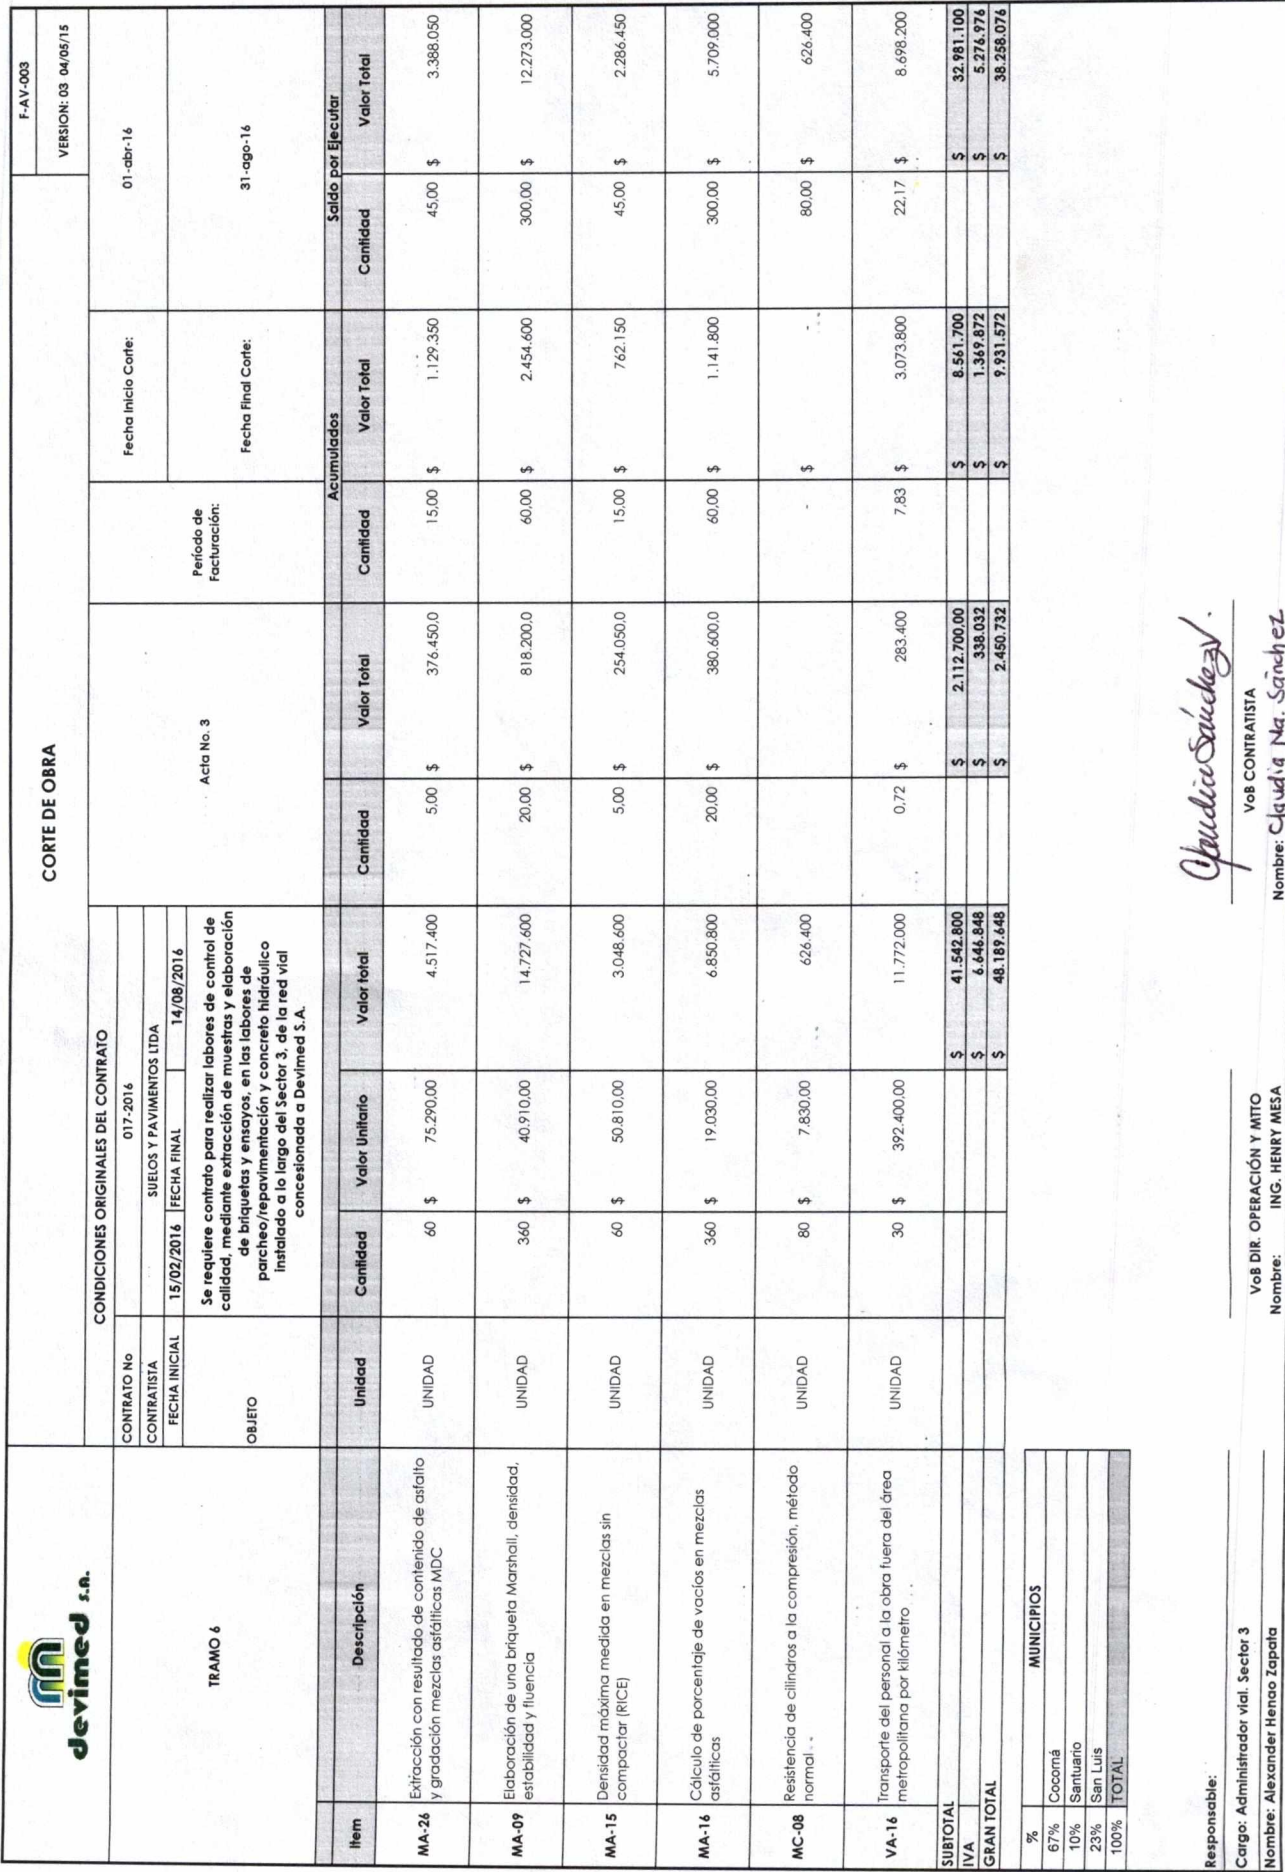 devimed s.a.
CORTE DE OBRA
F-AV-003
VERSION: 03 04/05/15
TRAMO 6
CONDICIONES ORIGINALES DEL CONTRATO
CONTRATO No 017-2016
CONTRATISTA SUELOS Y PAVIMENTOS LTDA
FECHA INICIAL 15/02/2016 FECHA FINAL 14/08/2016
OBJETO
Se requiere contrato para realizar labores de control de
calidad, mediante extracción de muestras y elaboración
de briquetas y ensayos, en las labores de
parcheo/repavimentación y concreto hidráulico
instalado a lo largo del Sector 3, de la red vial
concesionada a Devimed S.A.
Acta No. 3
Período de
Facturación:
Fecha Inicio Corte: 01-abr-16
Fecha Final Corte: 31-ago-16
Acumulados Saldo por Ejecutar
Item Descripción Unidad Cantidad Valor Unitario Valor total Cantidad Valor Total Cantidad Valor Total Cantidad Valor Total
MA-26 Extracción con resultado de contenido de asfalto
y gradación mezclas asfálticas MDC
UNIDAD 60 $ 75.290,00 4.517.400 5,00 $ 376.450,0 15,00 $ 1.129.350 45,00 $ 3.388.050
MA-09 Elaboración de una briqueta Marshall, densidad,
estabilidad y fluencia
UNIDAD 360 $ 40.910,00 14.727.600 20,00 $ 818.200,0 60,00 $ 2.454.600 300,00 $ 12.273.000
MA-15 Densidad máxima medida en mezclas sin
compactar (RICE)
UNIDAD 60 $ 50.810,00 3.048.600 5,00 $ 254.050,0 15,00 $ 762.150 45,00 $ 2.286.450
MA-16 Cálculo de porcentaje de vacíos en mezclas
asfálticas
UNIDAD 360 $ 19.030,00 6.850.800 20,00 $ 380.600,0 60,00 $ 1.141.800 300,00 $ 5.709.000
MC-08 Resistencia de cilindros a la compresión, método
normal
UNIDAD 80 $ 7.830,00 626.400 - $ - 80,00 $ 626.400
VA-16 Transporte del personal a la obra fuera del área
metropolitana por kilómetro
UNIDAD 30 $ 392.400,00 11.772.000 0,72 $ 283.400 7,83 $ 3.073.800 22,17 $ 8.698.200
SUBTOTAL $ 41.542.800 $ 2.112.700,00 $ 8.561.700 $ 32.981.100
IVA $ 6.646.848 $ 338.032 $ 1.369.872 $ 5.276.976
GRAN TOTAL $ 48.189.648 $ 2.450.732 $ 9.931.572 $ 38.258.076
% MUNICIPIOS
67% Cocorná
10% Santuario
23% San Luis
100% TOTAL
Responsable:
Cargo: Administrador vial. Sector 3
Nombre: Alexander Henao Zapata
VoB DIR. OPERACIÓN Y MTTO
Nombre: ING. HENRY MESA
Claudia Sánchez V.
VoB CONTRATISTA
Nombre: Claudia Ma. Sánchez